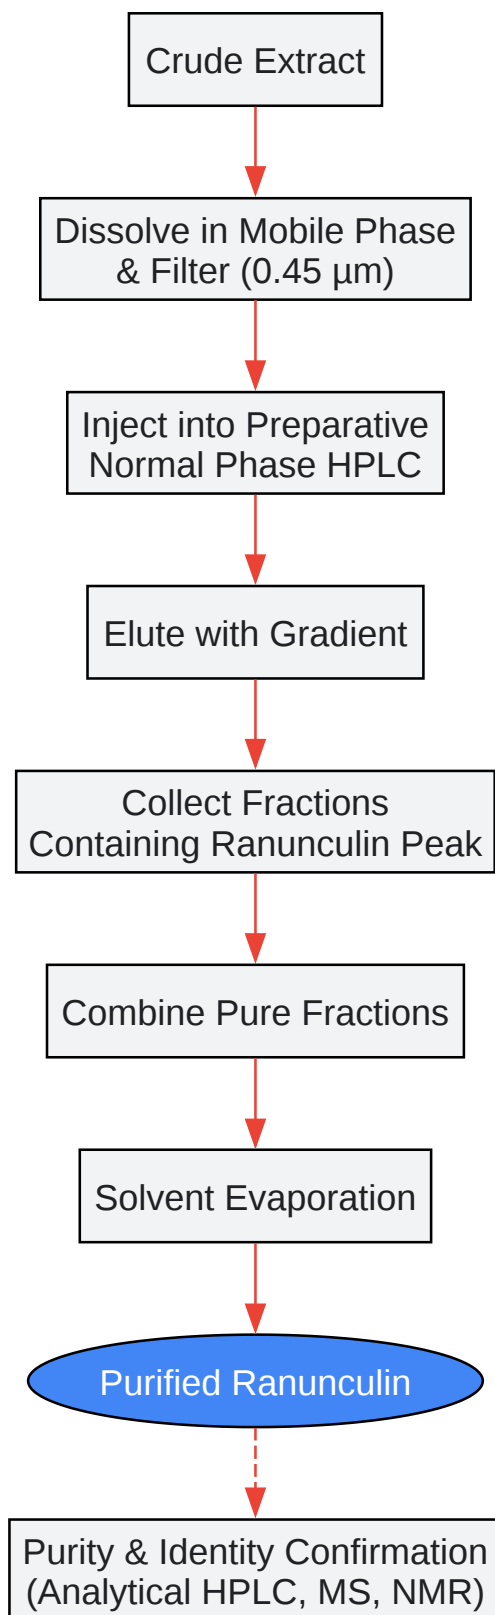 Crude Extract
Dissolve in Mobile Phase
& Filter (0.45 µm)
Inject into Preparative
Normal Phase HPLC
Elute with Gradient
Collect Fractions
Containing Ranunculin Peak
Combine Pure Fractions
Solvent Evaporation
Purified Ranunculin
Purity & Identity Confirmation
(Analytical HPLC, MS, NMR)